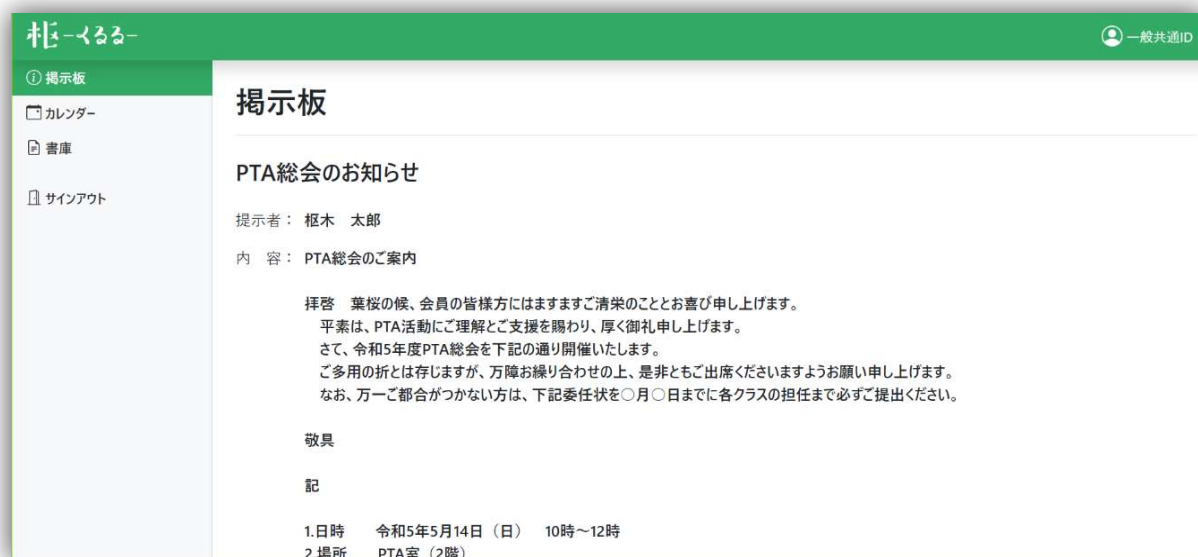 枢-くるる-
一般共通ID
掲示板
カレンダー
書庫
サインアウト
掲示板
PTA総会のお知らせ
提示者： 枢木　太郎
内　容： PTA総会のご案内
拝啓　葉桜の候、会員の皆様方にはますますご清栄のこととお喜び申し上げます。
平素は、PTA活動にご理解とご支援を賜わり、厚く御礼申し上げます。
さて、令和5年度PTA総会を下記の通り開催いたします。
ご多用の折とは存じますが、万障お繰り合わせの上、是非ともご出席くださいますようお願い申し上げます。
なお、万一ご都合がつかない方は、下記委任状を○月○日までに各クラスの担任まで必ずご提出ください。
敬具
記
1.日時　　令和5年5月14日（日）　10時～12時
2.場所　　PTA室（2階）